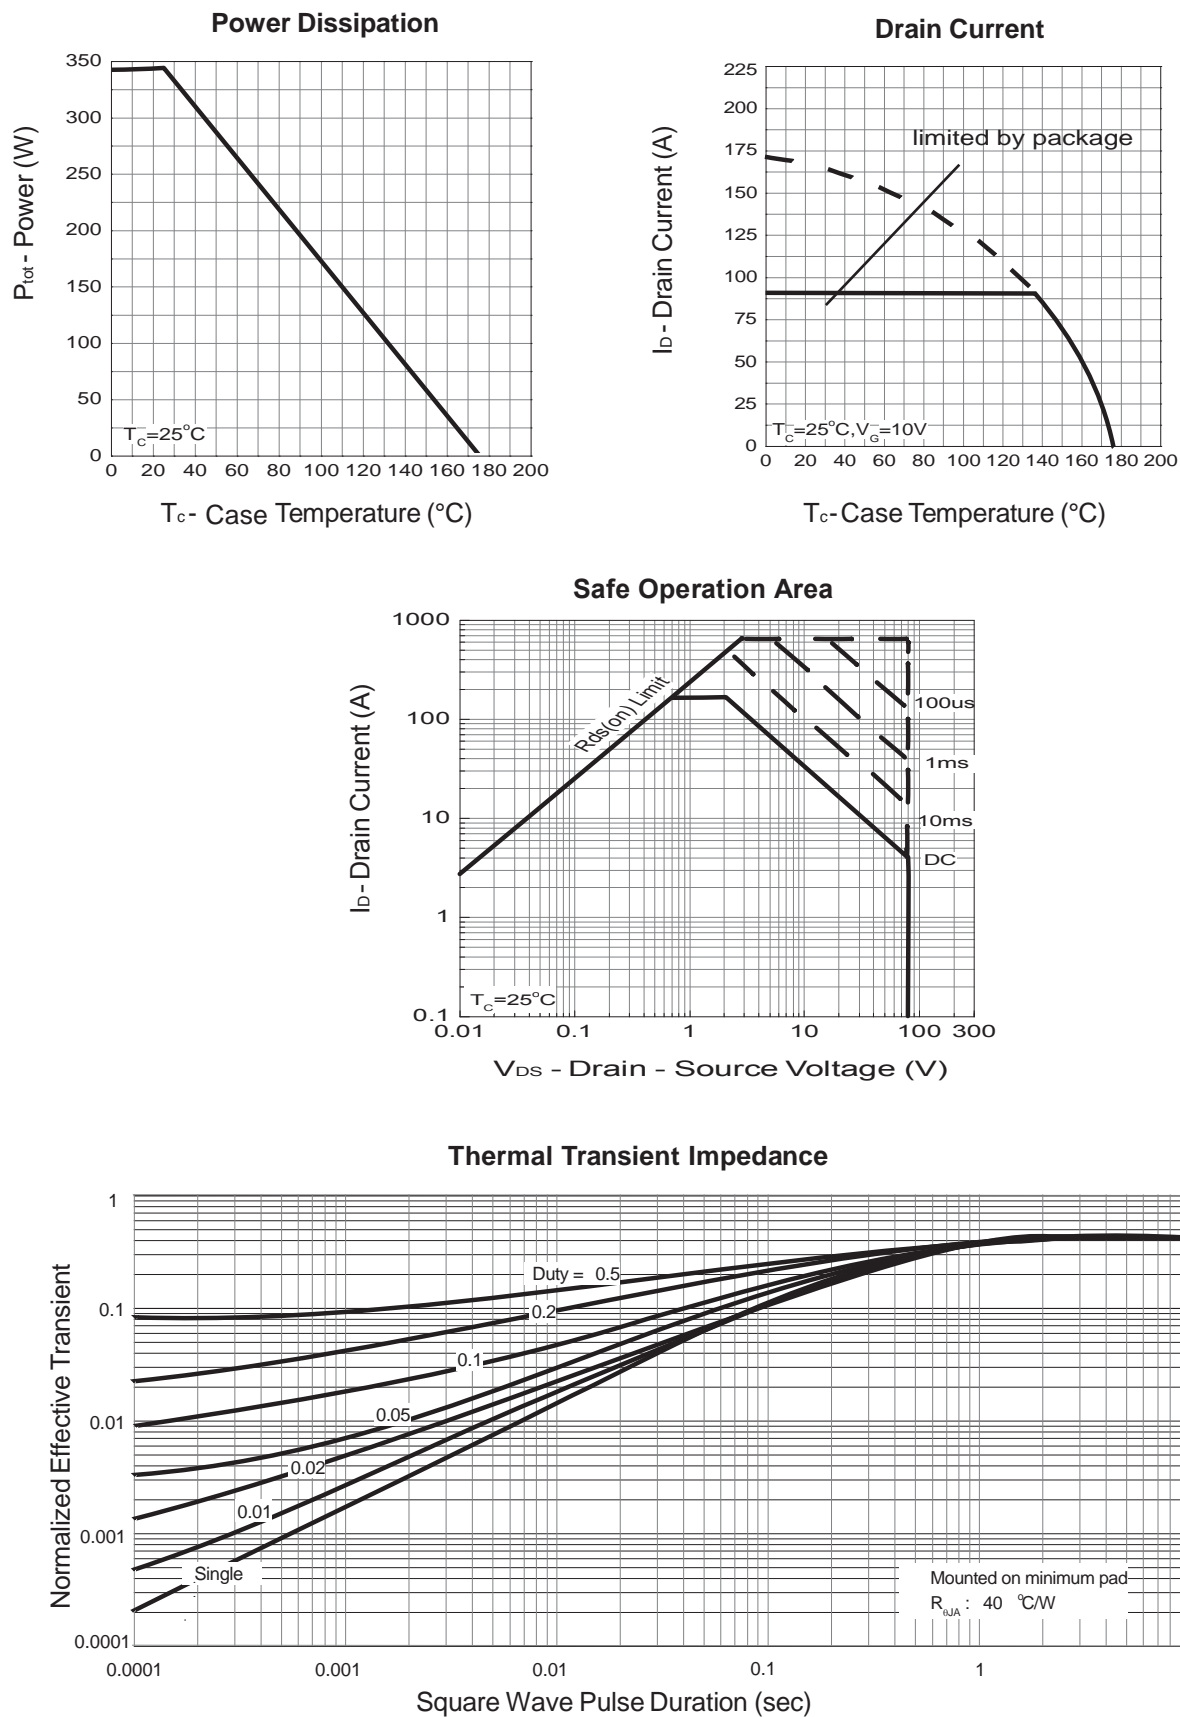 Power Dissipation
Ptot - Power (W)
350
300
250
200
150
100
50
0
TC=25°C
0 20 40 60 80 100 120 140 160 180 200
Tc - Case Temperature (°C)
Drain Current
ID - Drain Current (A)
225
200
175
150
125
100
75
50
25
0
limited by package
TC=25°C,VG=10V
0 20 40 60 80 100 120 140 160 180 200
Tc-Case Temperature (°C)
Safe Operation Area
ID - Drain Current (A)
1000
100
10
1
0.1
Rds(on) Limit
100us
1ms
10ms
DC
TC=25°C
0.01 0.1 1 10 100 300
VDS - Drain - Source Voltage (V)
Thermal Transient Impedance
Normalized Effective Transient
1
0.1
0.01
0.001
0.0001
Duty = 0.5
0.2
0.1
0.05
0.02
0.01
Single
Mounted on minimum pad
RθJA : 40 °C/W
0.0001 0.001 0.01 0.1 1
Square Wave Pulse Duration (sec)